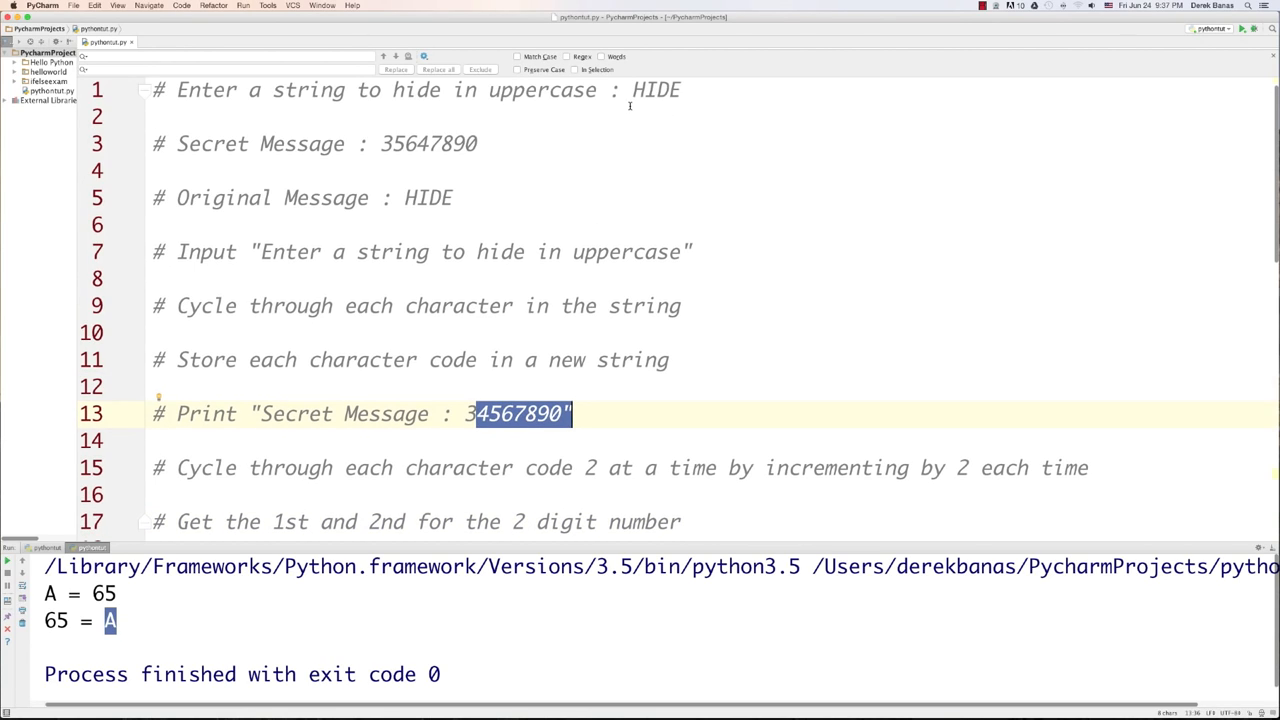 PyCharm File Edit View Navigate Code Refactor Run Tools VCS Window Help Fri Jun 24 9:37 PM Derek Banas
pythontut.py - PycharmProjects - [~/PycharmProjects]
PycharmProjects pythontut.py pythontut
pythontut.py
PycharmProject
Hello Python
helloworld
ifelseexam
pythontut.py
External Librarie
Match Case Regex Words
Replace Replace all Exclude Preserve Case In Selection
1 # Enter a string to hide in uppercase : HIDE
2
3 # Secret Message : 35647890
4
5 # Original Message : HIDE
6
7 # Input "Enter a string to hide in uppercase"
8
9 # Cycle through each character in the string
10
11 # Store each character code in a new string
12
13 # Print "Secret Message : 34567890"
14
15 # Cycle through each character code 2 at a time by incrementing by 2 each time
16
17 # Get the 1st and 2nd for the 2 digit number
Run: pythontut pythontut
/Library/Frameworks/Python.framework/Versions/3.5/bin/python3.5 /Users/derekbanas/PycharmProjects/pytho
A = 65
65 = A
Process finished with exit code 0
8 chars 13:36 LF UTF-8